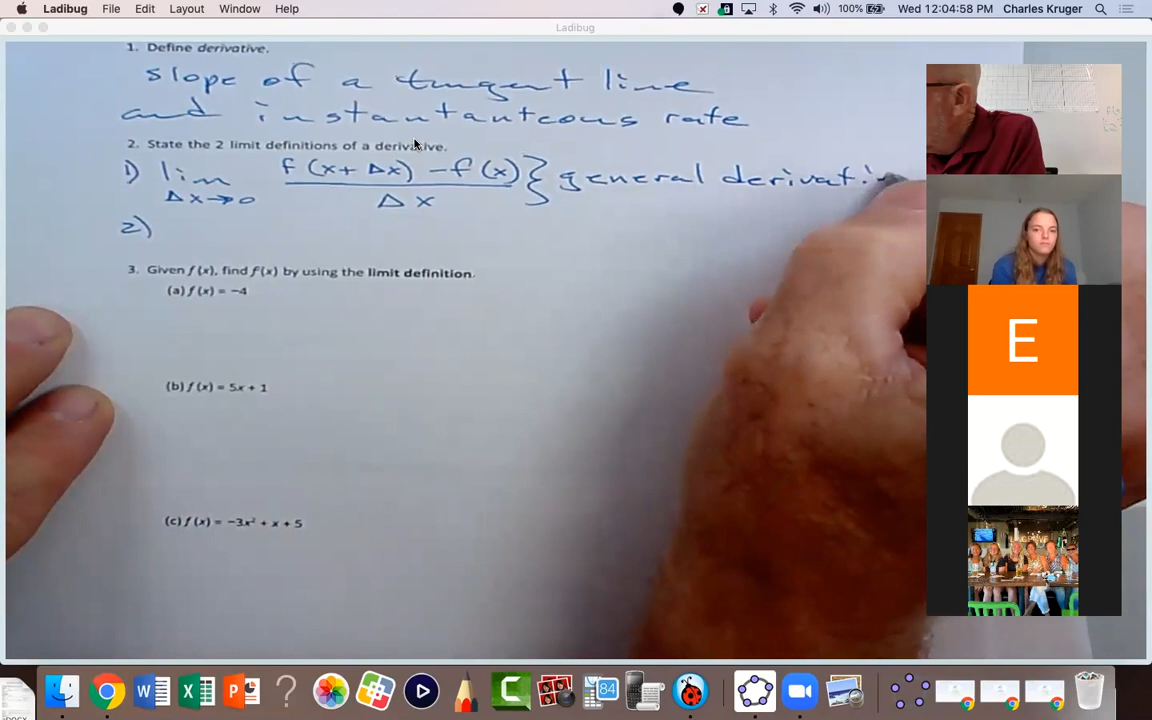 Ladibug File Edit Layout Window Help 100% Wed 12:04:58 PM Charles Kruger
Ladibug
1. Define derivative.
slope of a tangent line
and instantaneous rate
2. State the 2 limit definitions of a derivative.
1) lim f(x+Δx) - f(x) } general derivativ
Δx→0 Δx
2)
3. Given f(x), find f'(x) by using the limit definition.
(a) f(x) = -4
(b) f(x) = 5x + 1
(c) f(x) = -3x² + x + 5
E
84